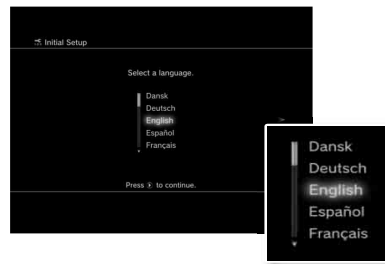 Initial Setup
Select a language.
Dansk
Deutsch
English
Español
Français
Press to continue.
Dansk
Deutsch
English
Español
Français